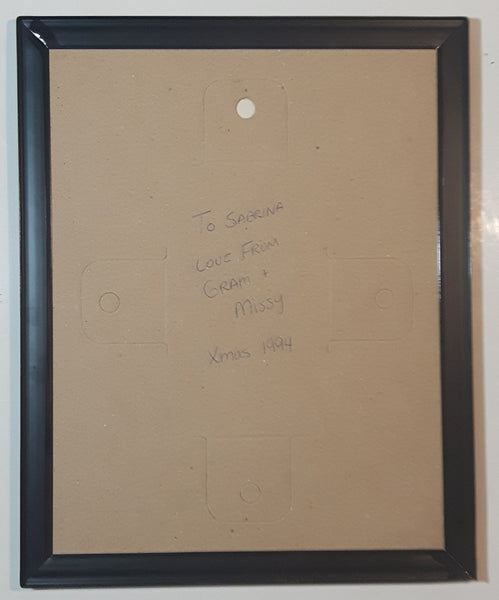 To SABRINA
LOVE FROM
GRAM +
MISSY
Xmas 1994